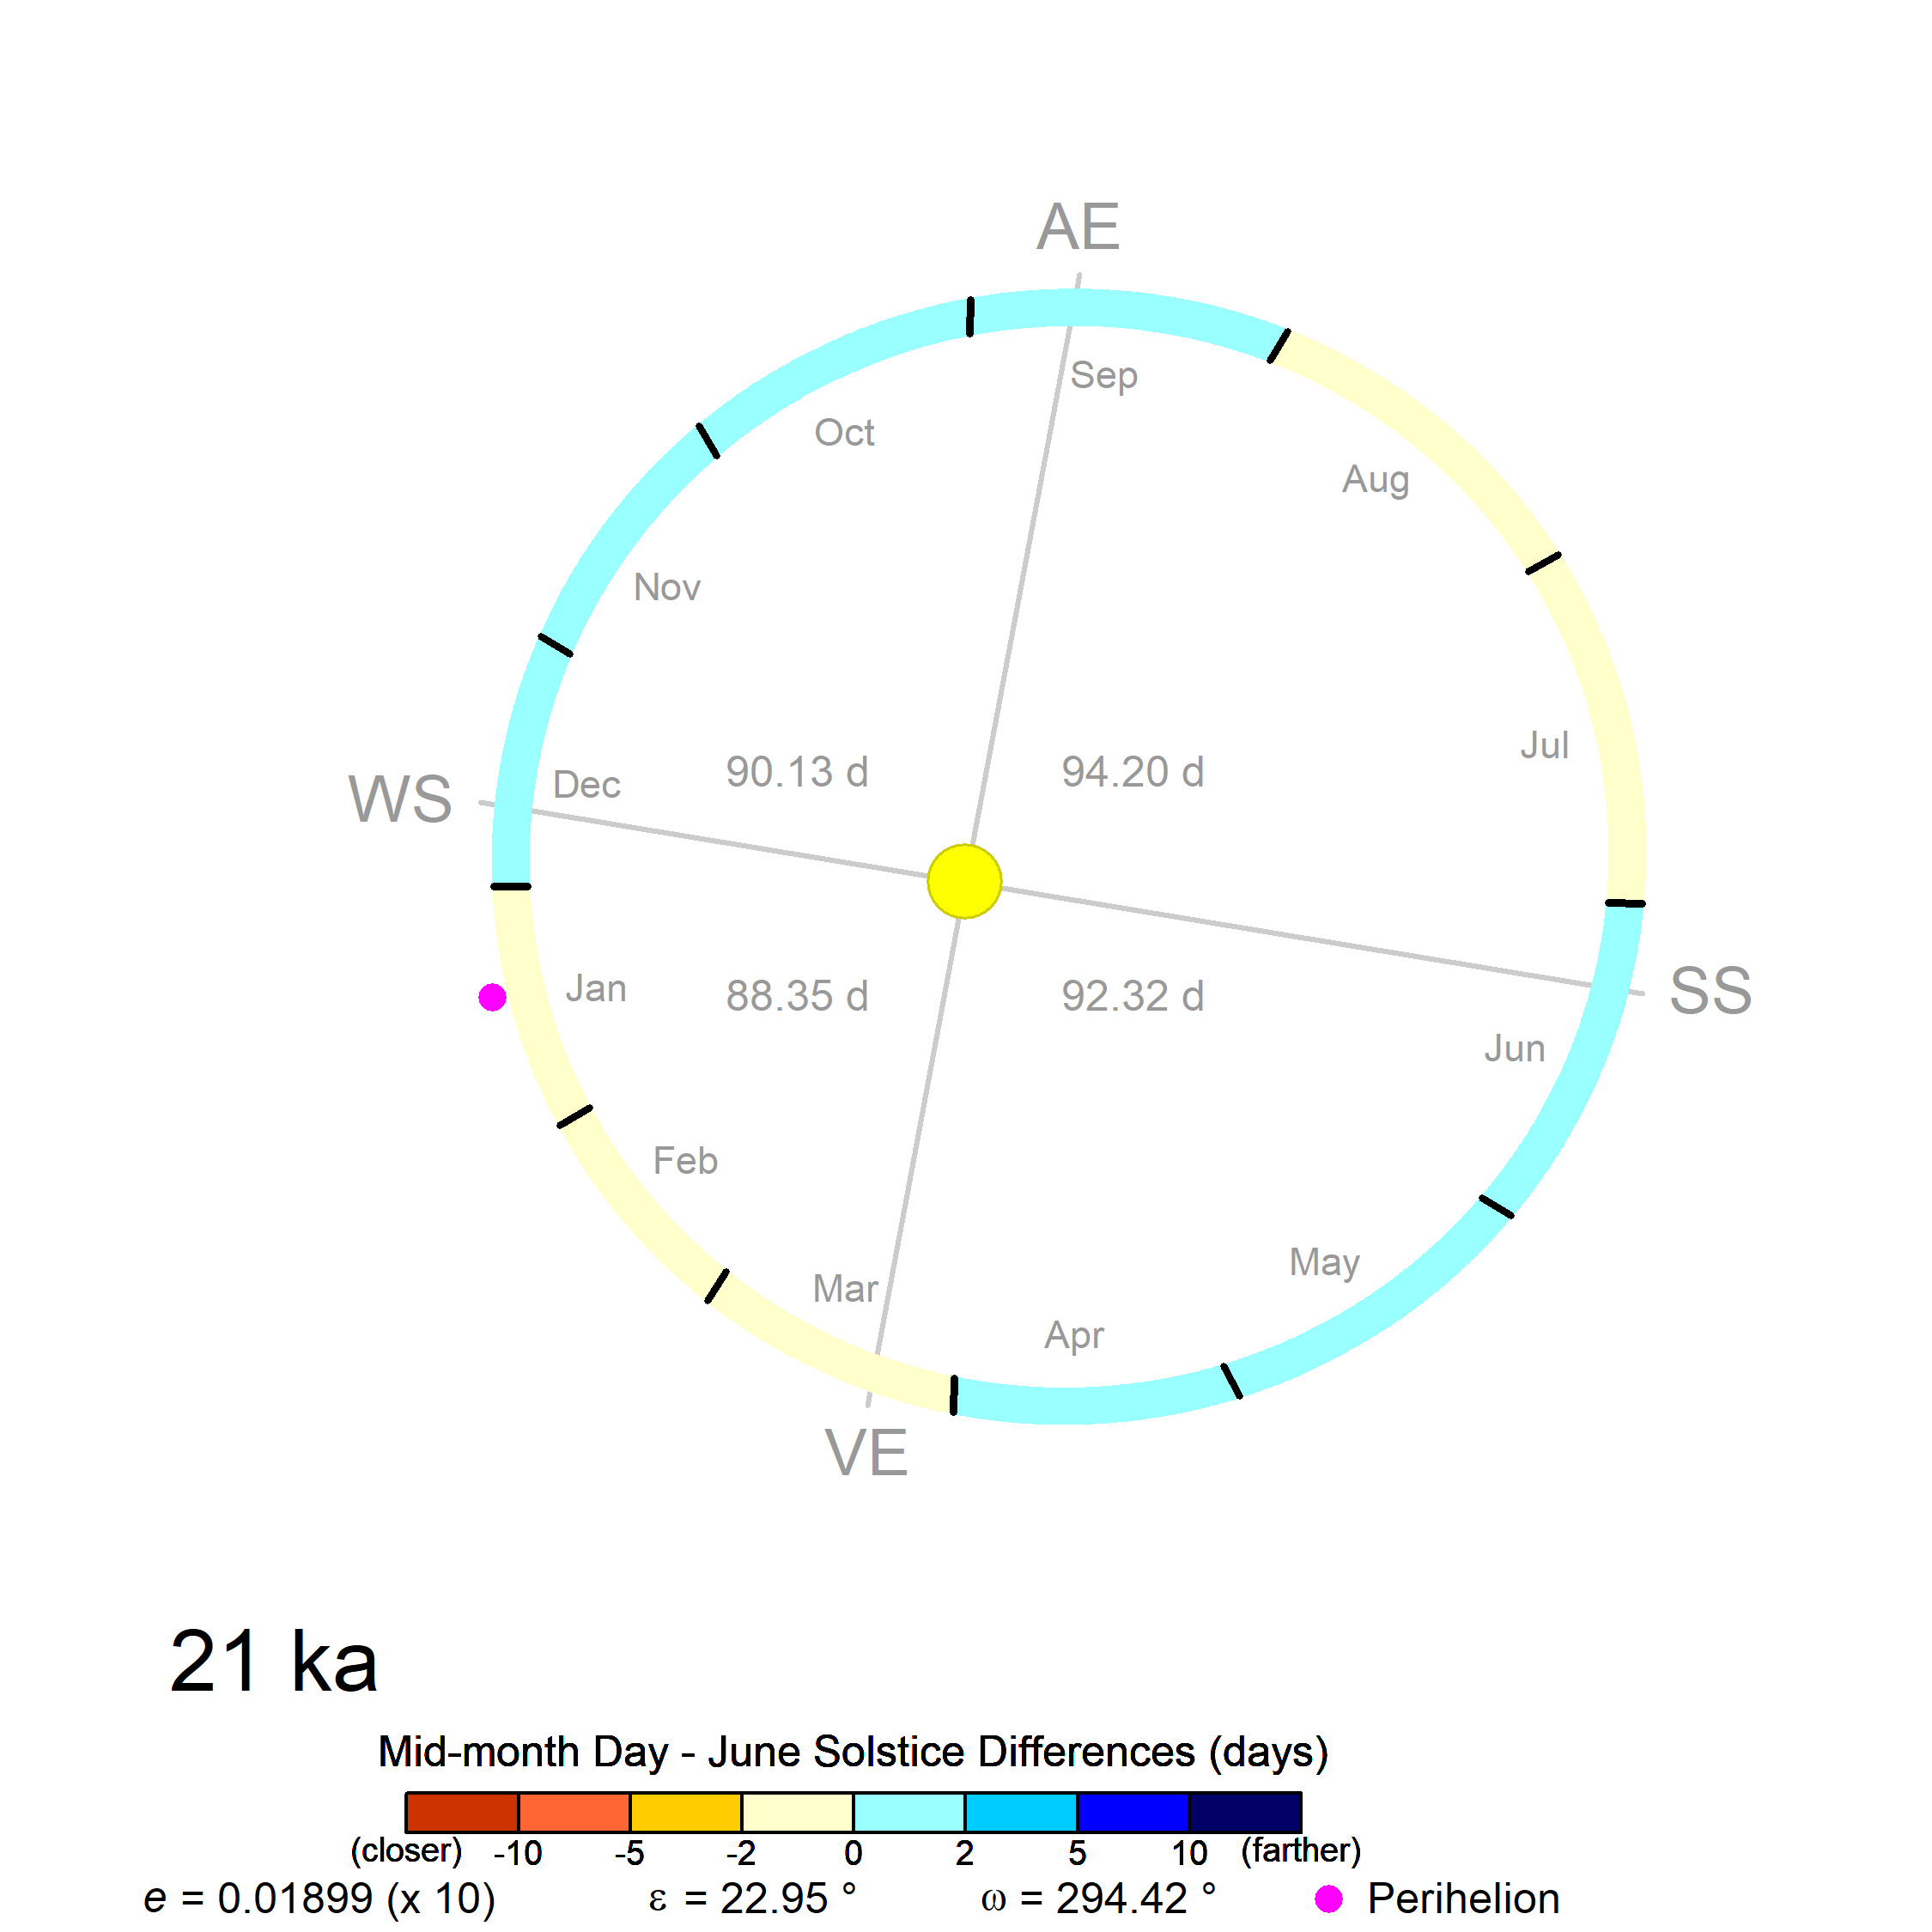 AE
Sep
Oct
Aug
Nov
Jul
90.13 d
94.20 d
Dec
WS
Jan
88.35 d
92.32 d
SS
Jun
Feb
May
Mar
Apr
VE
21 ka
Mid-month Day - June Solstice Differences (days)
(closer) -10 -5 -2 0 2 5 10 (farther)
e = 0.01899 (x 10) ε = 22.95 ° ω = 294.42 ° Perihelion